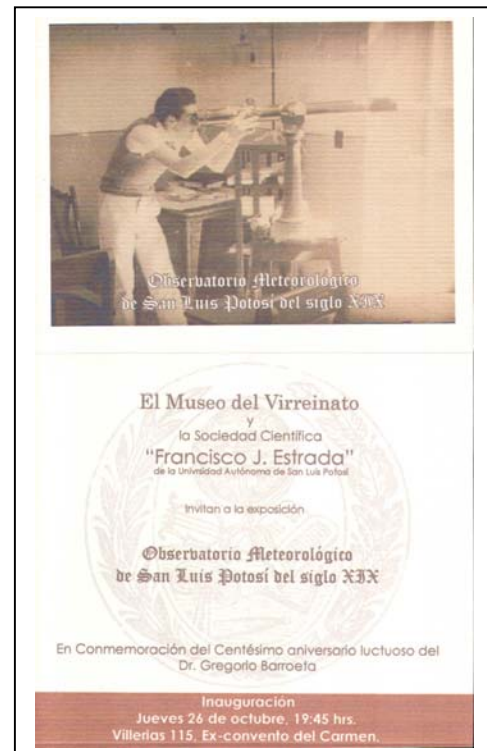 Observatorio Meteorológico
de San Luis Potosí del siglo XIX
El Museo del Virreinato
y
la Sociedad Científica
"Francisco J. Estrada"
de la Univrsidad Autónoma de San Luis Potosí
Invitan a la exposición
Observatorio Meteorológico
de San Luis Potosí del siglo XIX
En Conmemoración del Centésimo aniversario luctuoso del
Dr. Gregorio Barroeta
Inauguración
Jueves 26 de octubre, 19:45 hrs.
Villerias 115, Ex-convento del Carmen.